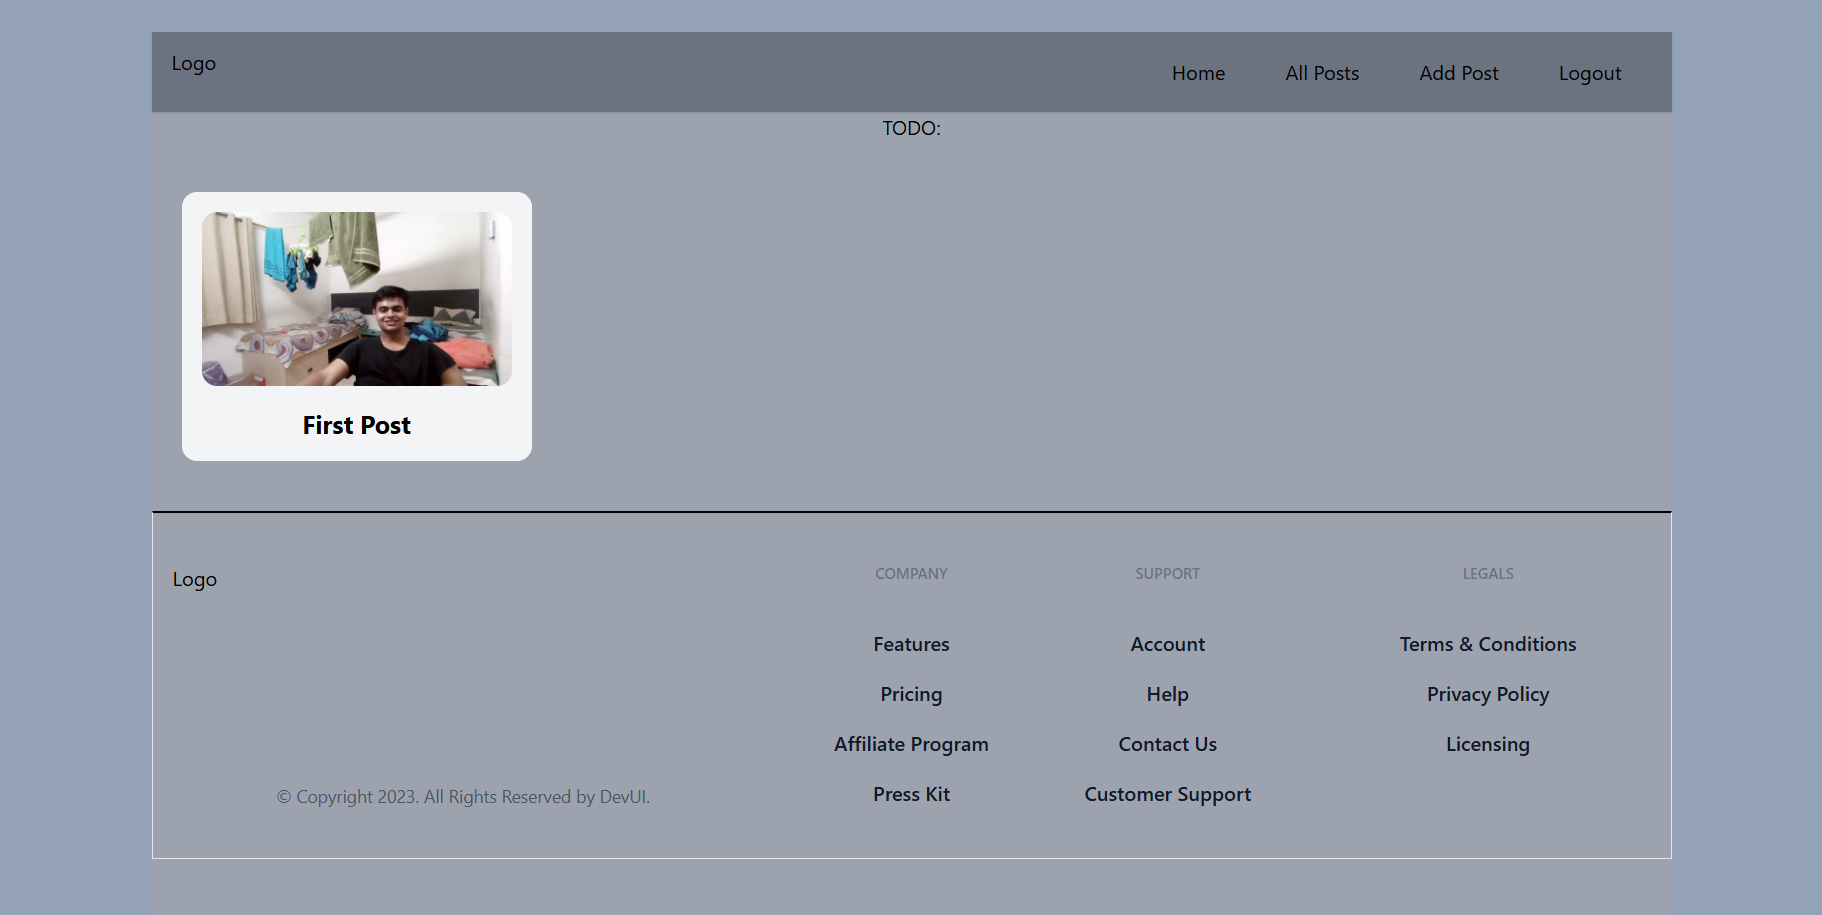 Logo
Home
All Posts
Add Post
Logout
TODO:
First Post
Logo
© Copyright 2023. All Rights Reserved by DevUI.
COMPANY
Features
Pricing
Affiliate Program
Press Kit
SUPPORT
Account
Help
Contact Us
Customer Support
LEGALS
Terms & Conditions
Privacy Policy
Licensing